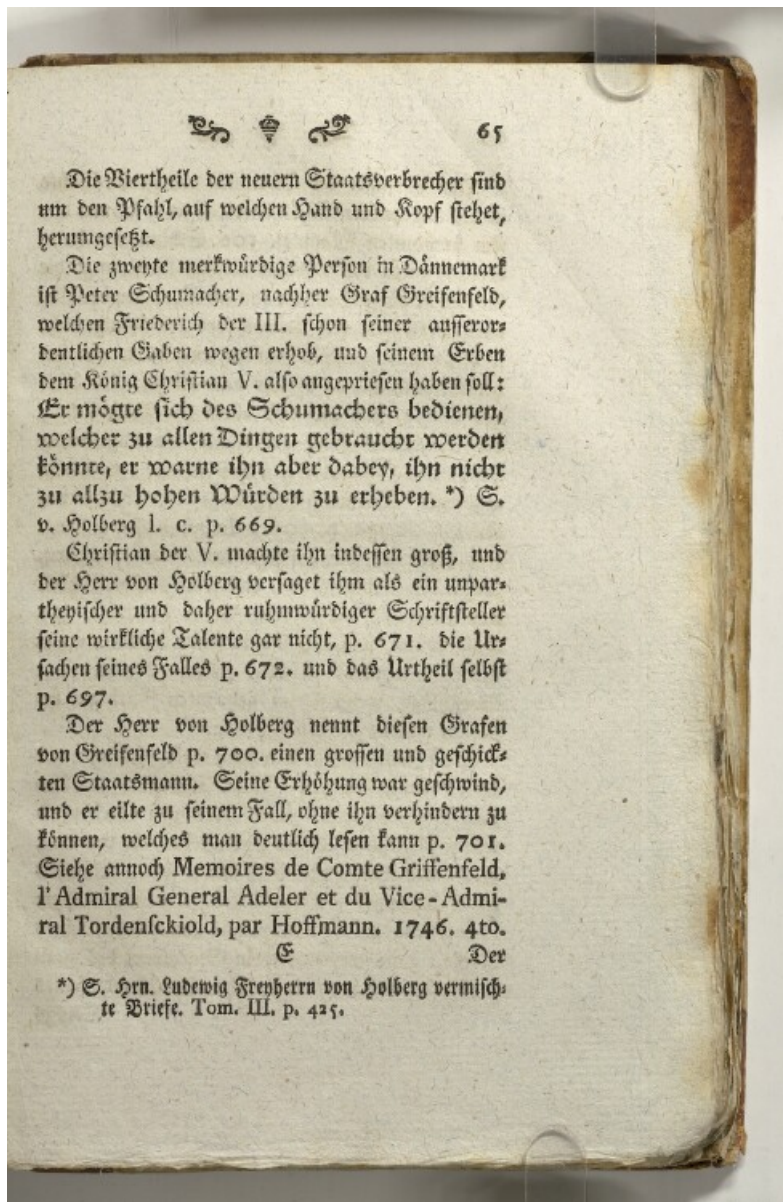 65
Die Viertheile der neuern Staatsverbrecher sind
um den Pfahl, auf welchen Hand und Kopf stehet,
herumgesetzt.
Die zweyte merkwürdige Person in Dännemark
ist Peter Schumacher, nachher Graf Greifenfeld,
welchen Friederich der III. schon seiner ausseror-
dentlichen Gaben wegen erhob, und seinem Erben
dem König Christian V. also angepriesen haben soll:
Er mögte sich des Schumachers bedienen,
welcher zu allen Dingen gebraucht werden
könnte, er warne ihn aber dabey, ihn nicht
zu allzu hohen Würden zu erheben. *) S.
v. Holberg l. c. p. 669.
Christian der V. machte ihn indessen groß, und
der Herr von Holberg versaget ihm als ein unpar-
theyischer und daher ruhmwürdiger Schriftsteller
seine wirkliche Talente gar nicht, p. 671. die Ur-
sachen seines Falles p. 672. und das Urtheil selbst
p. 697.
Der Herr von Holberg nennt diesen Grafen
von Greifenfeld p. 700. einen grossen und geschick-
ten Staatsmann. Seine Erhöhung war geschwind,
und er eilte zu seinem Fall, ohne ihn verhindern zu
können, welches man deutlich lesen kann p. 701.
Siehe annoch Memoires de Comte Griffenfeld,
l'Admiral General Adeler et du Vice-Admi-
ral Tordensckiold, par Hoffmann. 1746. 4to.
E Der
*) S. Hrn. Ludewig Freyherrn von Holberg vermisch-
te Briefe. Tom. III. p. 425.